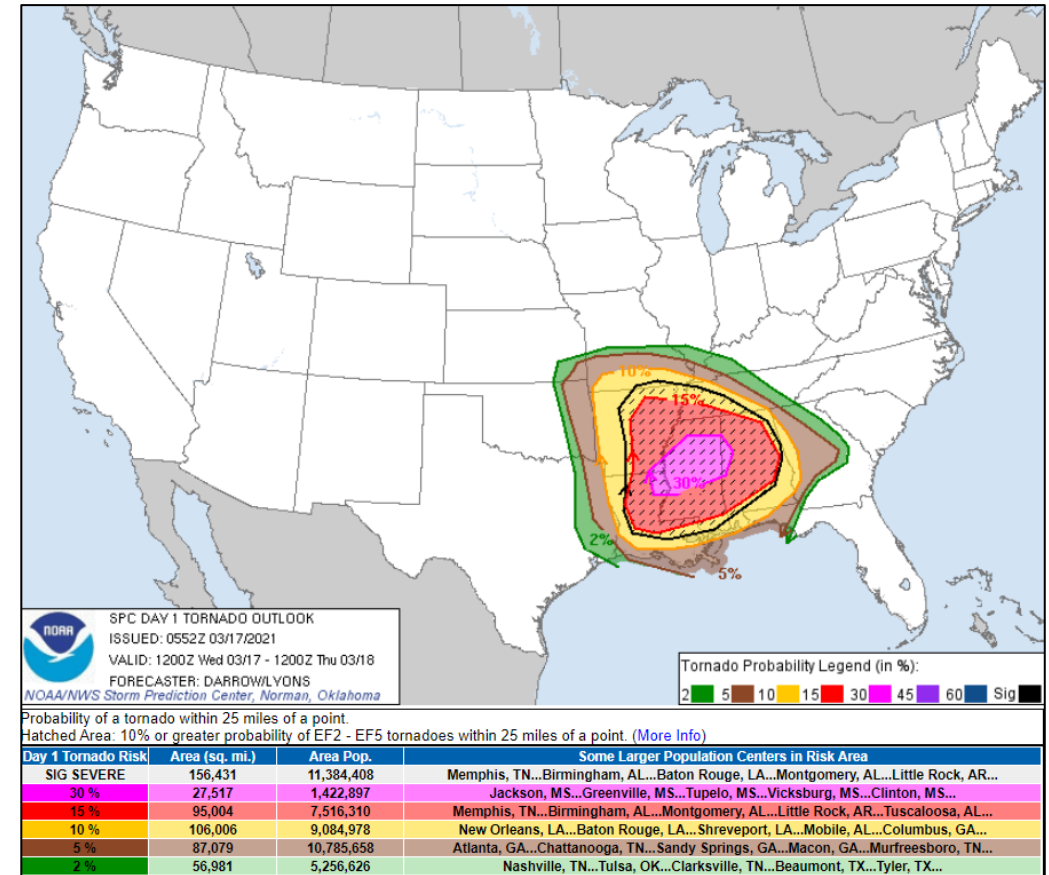 10%
15%
30%
2%
5%
NOAA
SPC DAY 1 TORNADO OUTLOOK
ISSUED: 0552Z 03/17/2021
VALID: 1200Z Wed 03/17 - 1200Z Thu 03/18
FORECASTER: DARROW/LYONS
NOAA/NWS Storm Prediction Center, Norman, Oklahoma
Tornado Probability Legend (in %):
2 5 10 15 30 45 60 Sig
Probability of a tornado within 25 miles of a point.
Hatched Area: 10% or greater probability of EF2 - EF5 tornadoes within 25 miles of a point. (More Info)
Day 1 Tornado Risk Area (sq. mi.) Area Pop. Some Larger Population Centers in Risk Area
SIG SEVERE 156,431 11,384,408 Memphis, TN...Birmingham, AL...Baton Rouge, LA...Montgomery, AL...Little Rock, AR...
30 % 27,517 1,422,897 Jackson, MS...Greenville, MS...Tupelo, MS...Vicksburg, MS...Clinton, MS...
15 % 95,004 7,516,310 Memphis, TN...Birmingham, AL...Montgomery, AL...Little Rock, AR...Tuscaloosa, AL...
10 % 106,006 9,084,978 New Orleans, LA...Baton Rouge, LA...Shreveport, LA...Mobile, AL...Columbus, GA...
5 % 87,079 10,785,658 Atlanta, GA...Chattanooga, TN...Sandy Springs, GA...Macon, GA...Murfreesboro, TN...
2 % 56,981 5,256,626 Nashville, TN...Tulsa, OK...Clarksville, TN...Beaumont, TX...Tyler, TX...